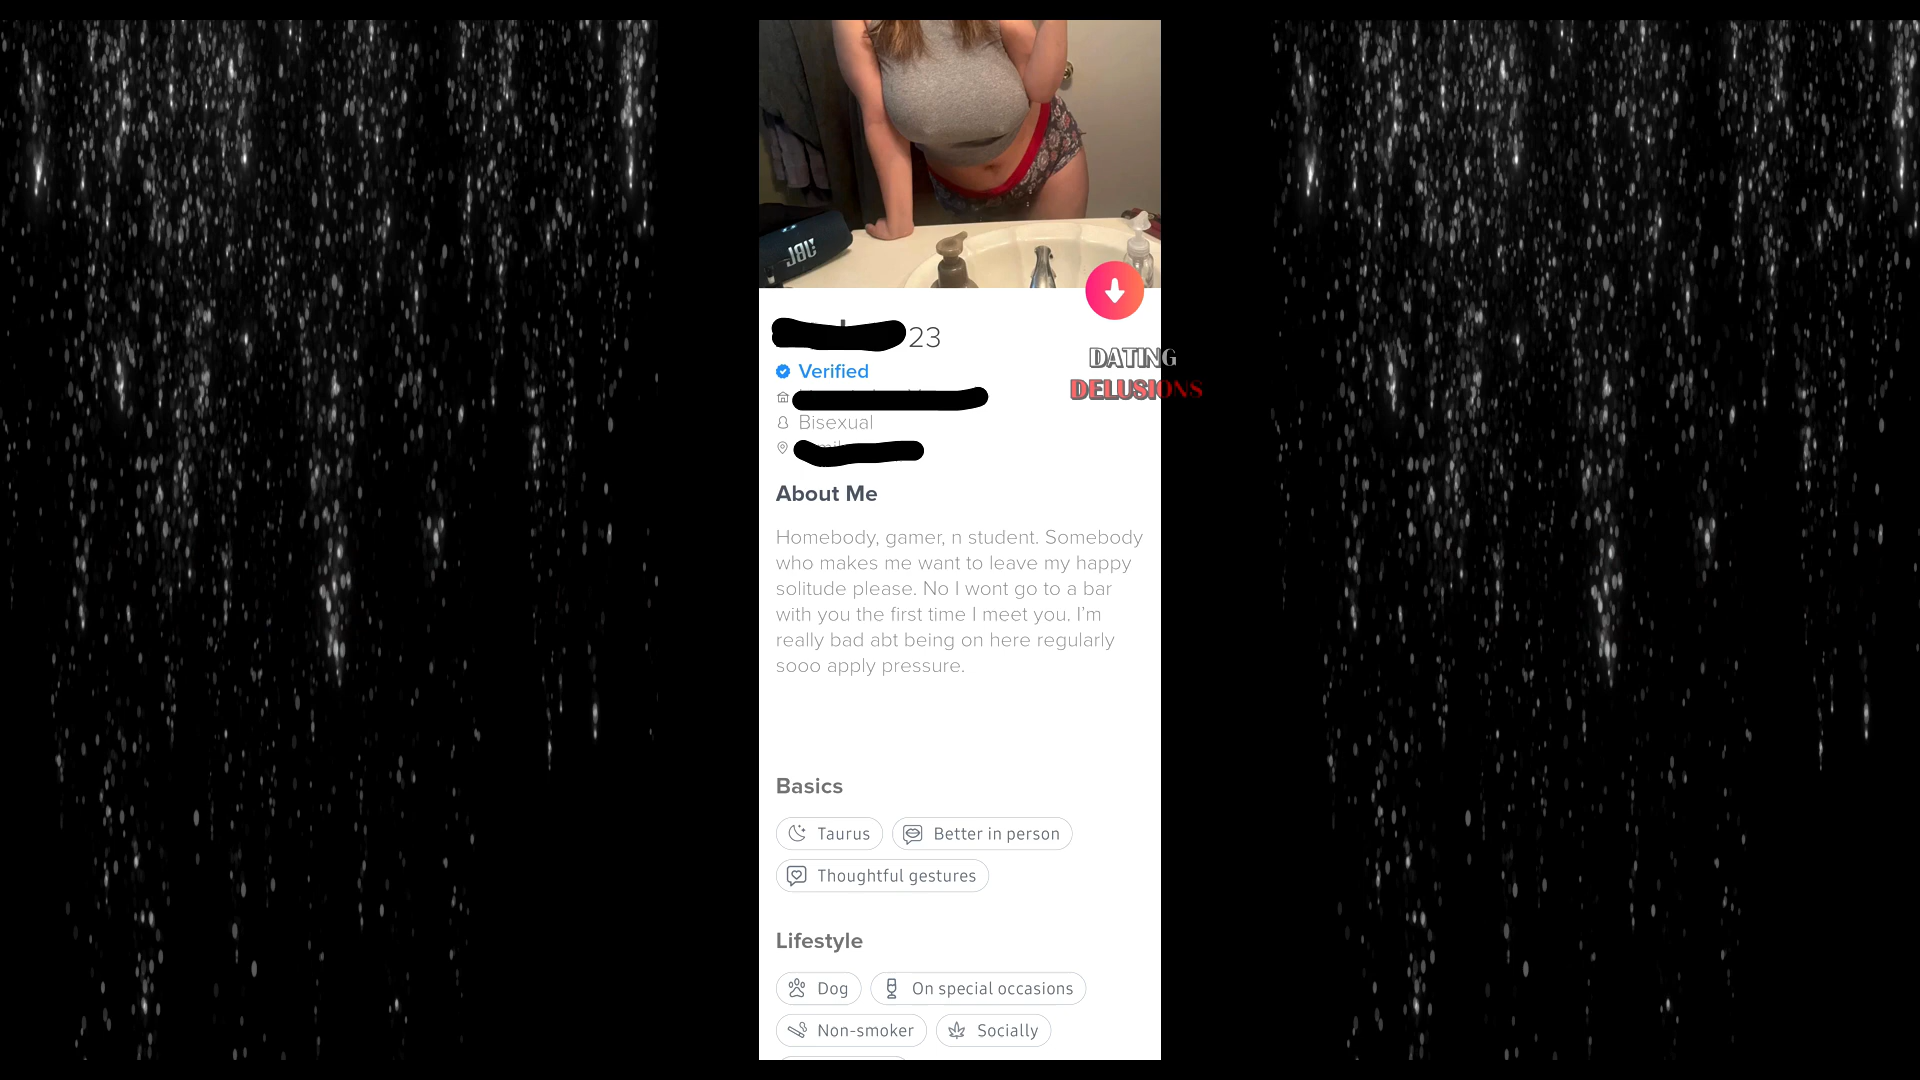 JBL
23
Verified
DATING
DELUSIONS
Bisexual
About Me
Homebody, gamer, n student. Somebody
who makes me want to leave my happy
solitude please. No I wont go to a bar
with you the first time I meet you. I’m
really bad abt being on here regularly
sooo apply pressure.
Basics
Taurus
Better in person
Thoughtful gestures
Lifestyle
Dog
On special occasions
Non-smoker
Socially